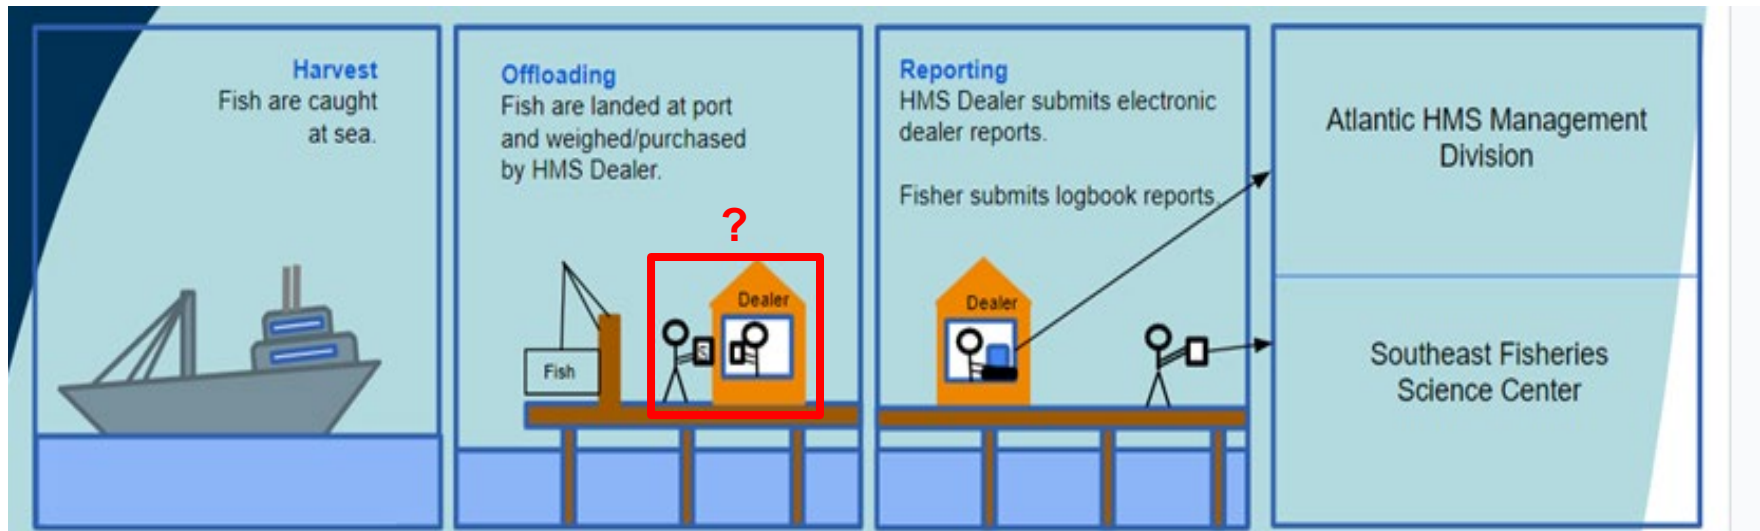 Harvest
Fish are caught
at sea.
Offloading
Fish are landed at port
and weighed/purchased
by HMS Dealer.
?
Fish
S
Dealer
Reporting
HMS Dealer submits electronic
dealer reports.
Fisher submits logbook reports.
Dealer
Atlantic HMS Management
Division
Southeast Fisheries
Science Center